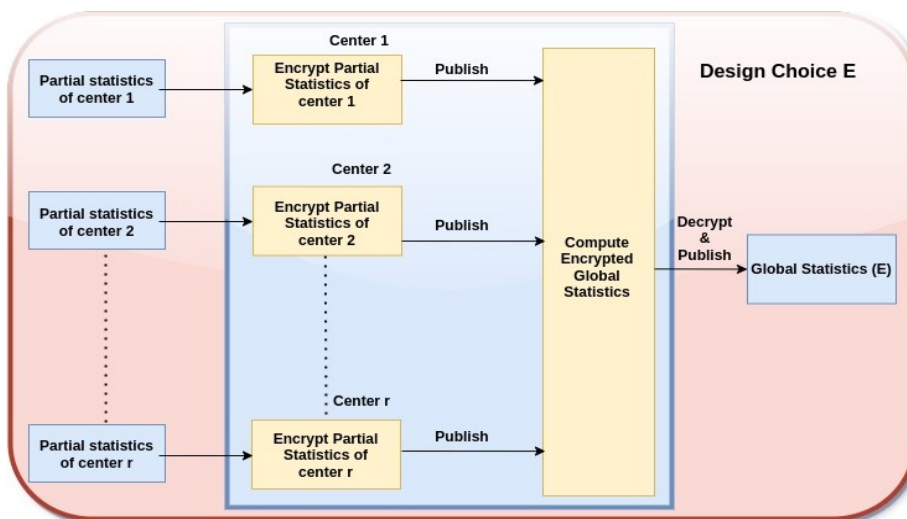 Center 1
Partial statistics
of center 1
Encrypt Partial
Statistics of
center 1
Publish
Design Choice E
Center 2
Partial statistics
of center 2
Encrypt Partial
Statistics of
center 2
Publish
Compute
Encrypted
Global
Statistics
Decrypt
&
Publish
Global Statistics (E)
Center r
Partial statistics
of center r
Encrypt Partial
Statistics of
center r
Publish